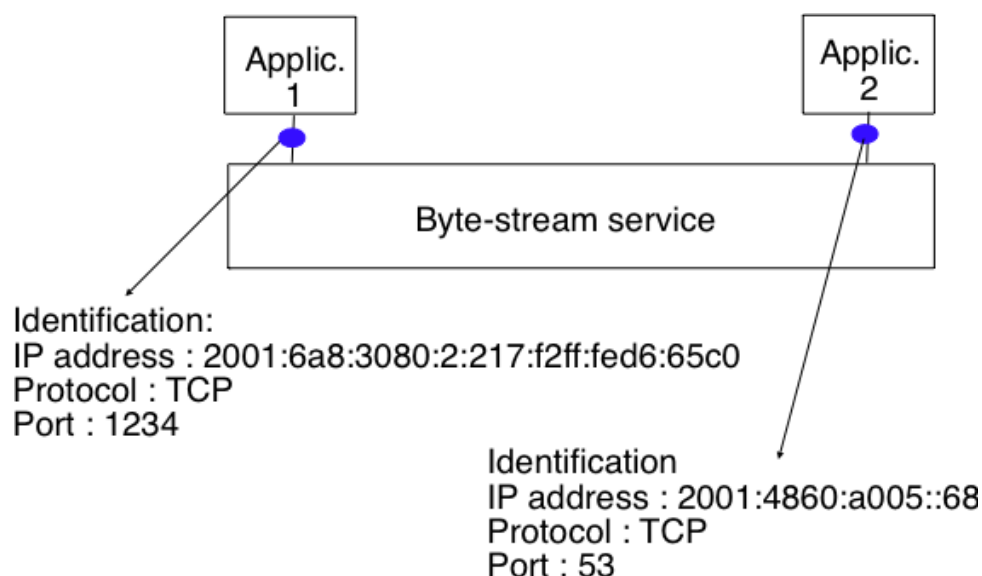 Applic.
1
Applic.
2
Byte-stream service
Identification:
IP address : 2001:6a8:3080:2:217:f2ff:fed6:65c0
Protocol : TCP
Port : 1234
Identification
IP address : 2001:4860:a005::68
Protocol : TCP
Port : 53